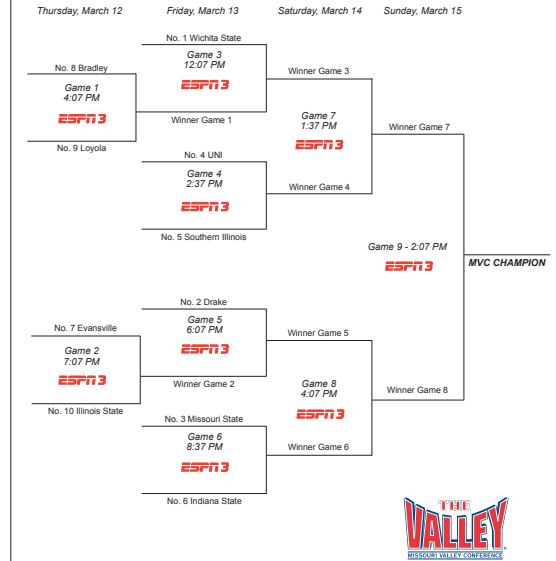 Thursday, March 12
Friday, March 13
Saturday, March 14
Sunday, March 15
No. 1 Wichita State
Game 3
12:07 PM
ESPN3
Winner Game 3
No. 8 Bradley
Game 1
4:07 PM
ESPN3
Winner Game 1
No. 9 Loyola
Game 7
1:37 PM
ESPN3
Winner Game 7
No. 4 UNI
Game 4
2:37 PM
ESPN3
Winner Game 4
No. 5 Southern Illinois
Game 9 - 2:07 PM
ESPN3
MVC CHAMPION
No. 2 Drake
Game 5
6:07 PM
ESPN3
Winner Game 5
No. 7 Evansville
Game 2
7:07 PM
ESPN3
Winner Game 2
No. 10 Illinois State
Game 8
4:07 PM
ESPN3
Winner Game 8
No. 3 Missouri State
Game 6
8:37 PM
ESPN3
Winner Game 6
No. 6 Indiana State
THE
VALLEY
MISSOURI VALLEY CONFERENCE